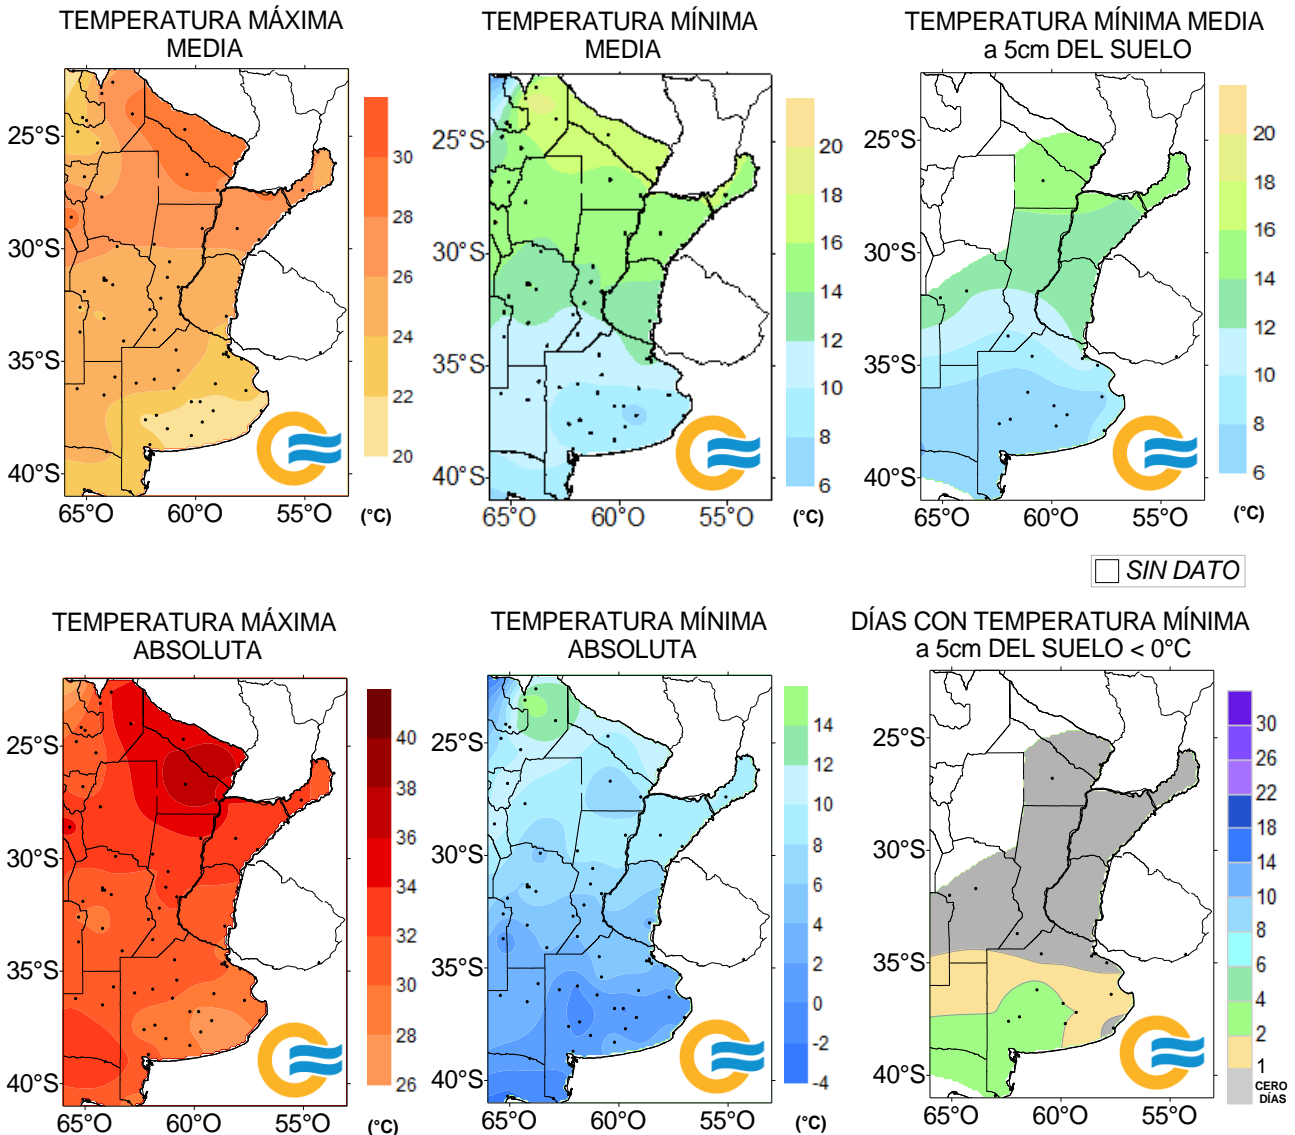 TEMPERATURA MÁXIMA
MEDIA
TEMPERATURA MÍNIMA
MEDIA
TEMPERATURA MÍNIMA MEDIA
a 5cm DEL SUELO
25°S
30°S
35°S
40°S
65°O 60°O 55°O (°C)
30
28
26
24
22
20
25°S
30°S
35°S
40°S
65°O 60°O 55°O (°C)
20
18
16
14
12
10
8
6
25°S
30°S
35°S
40°S
65°O 60°O 55°O (°C)
20
18
16
14
12
10
8
6
SIN DATO
TEMPERATURA MÁXIMA
ABSOLUTA
TEMPERATURA MÍNIMA
ABSOLUTA
DÍAS CON TEMPERATURA MÍNIMA
a 5cm DEL SUELO < 0°C
25°S
30°S
35°S
40°S
65°O 60°O 55°O (°C)
40
38
36
34
32
30
28
26
25°S
30°S
35°S
40°S
65°O 60°O 55°O (°C)
14
12
10
8
6
4
2
0
-2
-4
25°S
30°S
35°S
40°S
65°O 60°O 55°O
30
26
22
18
14
10
8
6
4
2
1
CERO
DÍAS